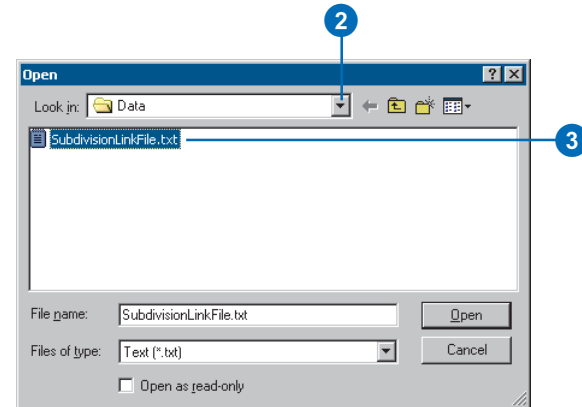 2
Open
Look in: Data
SubdivisionLinkFile.txt
3
File name: SubdivisionLinkFile.txt Open
Files of type: Text (*.txt) Cancel
Open as read-only